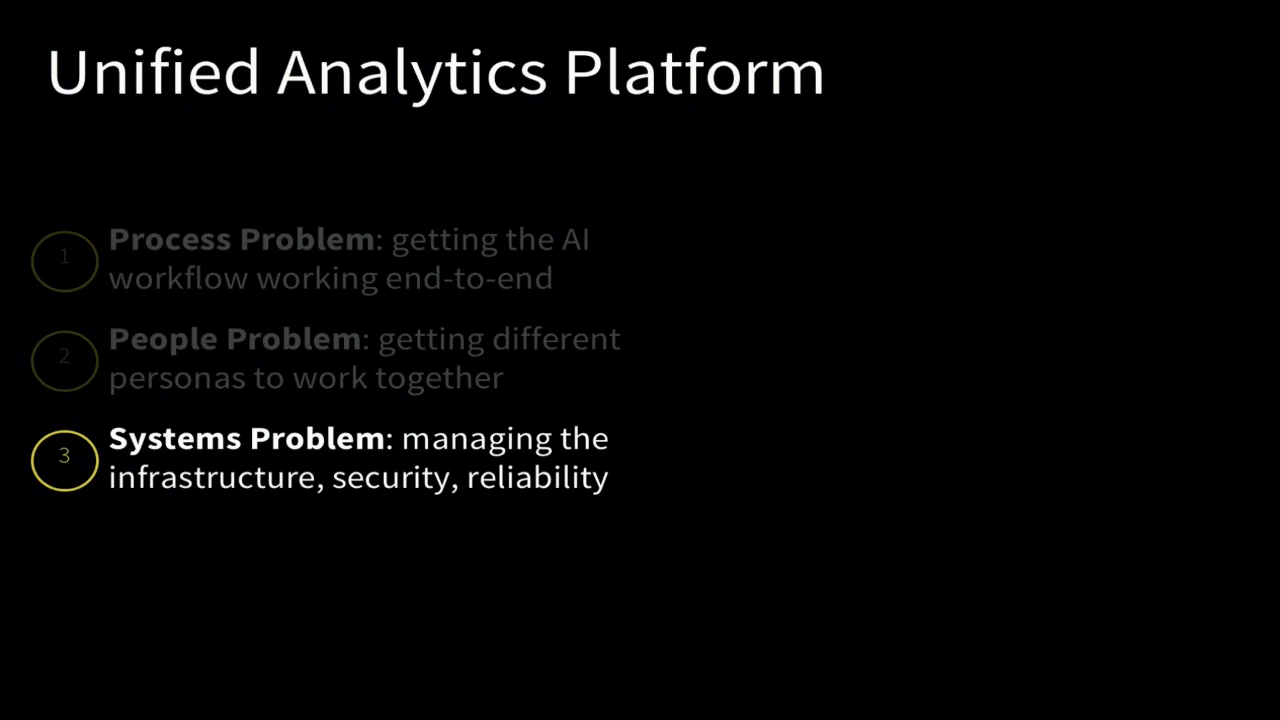 Unified Analytics Platform
1
Process Problem: getting the AI
workflow working end-to-end
2
People Problem: getting different
personas to work together
3
Systems Problem: managing the
infrastructure, security, reliability